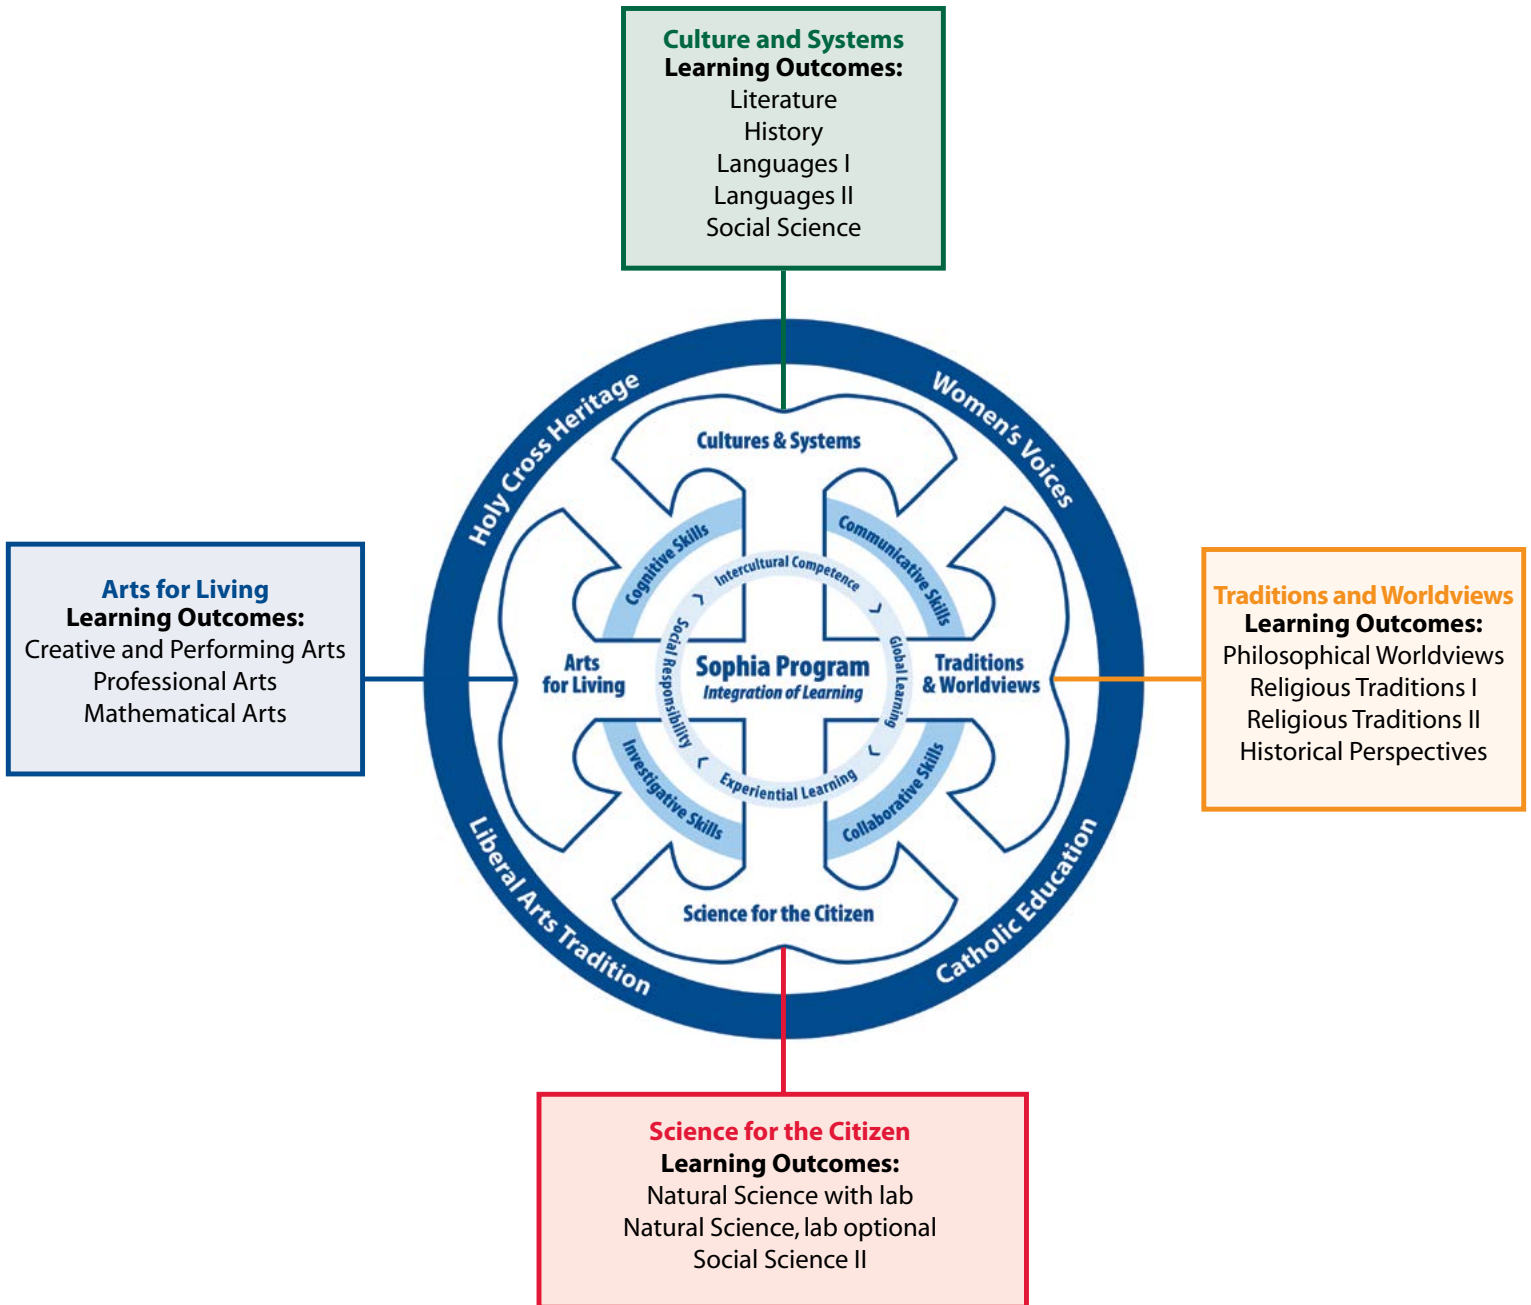 Culture and Systems
Learning Outcomes:
Literature
History
Languages I
Languages II
Social Science
Holy Cross Heritage
Women's Voices
Cultures & Systems
Cognitive Skills
Communicative Skills
Intercultural Competence
Arts for Living
Learning Outcomes:
Creative and Performing Arts
Professional Arts
Mathematical Arts
Arts
for Living
Social Responsibility
Sophia Program
Integration of Learning
Global Learning
Traditions
& Worldviews
Traditions and Worldviews
Learning Outcomes:
Philosophical Worldviews
Religious Traditions I
Religious Traditions II
Historical Perspectives
Experiential Learning
Investigative Skills
Collaborative Skills
Science for the Citizen
Liberal Arts Tradition
Catholic Education
Science for the Citizen
Learning Outcomes:
Natural Science with lab
Natural Science, lab optional
Social Science II